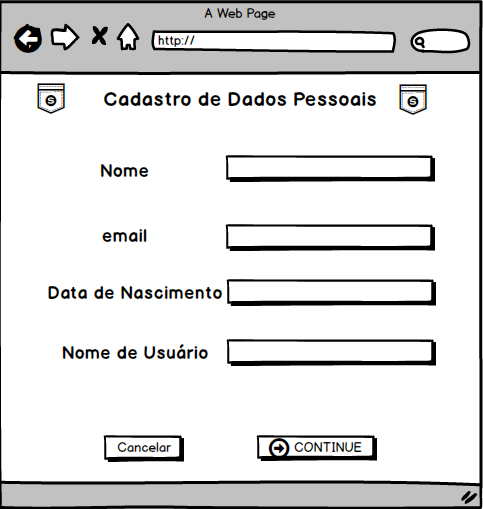 A Web Page
http://
Cadastro de Dados Pessoais
Nome
email
Data de Nascimento
Nome de Usuário
Cancelar
CONTINUE